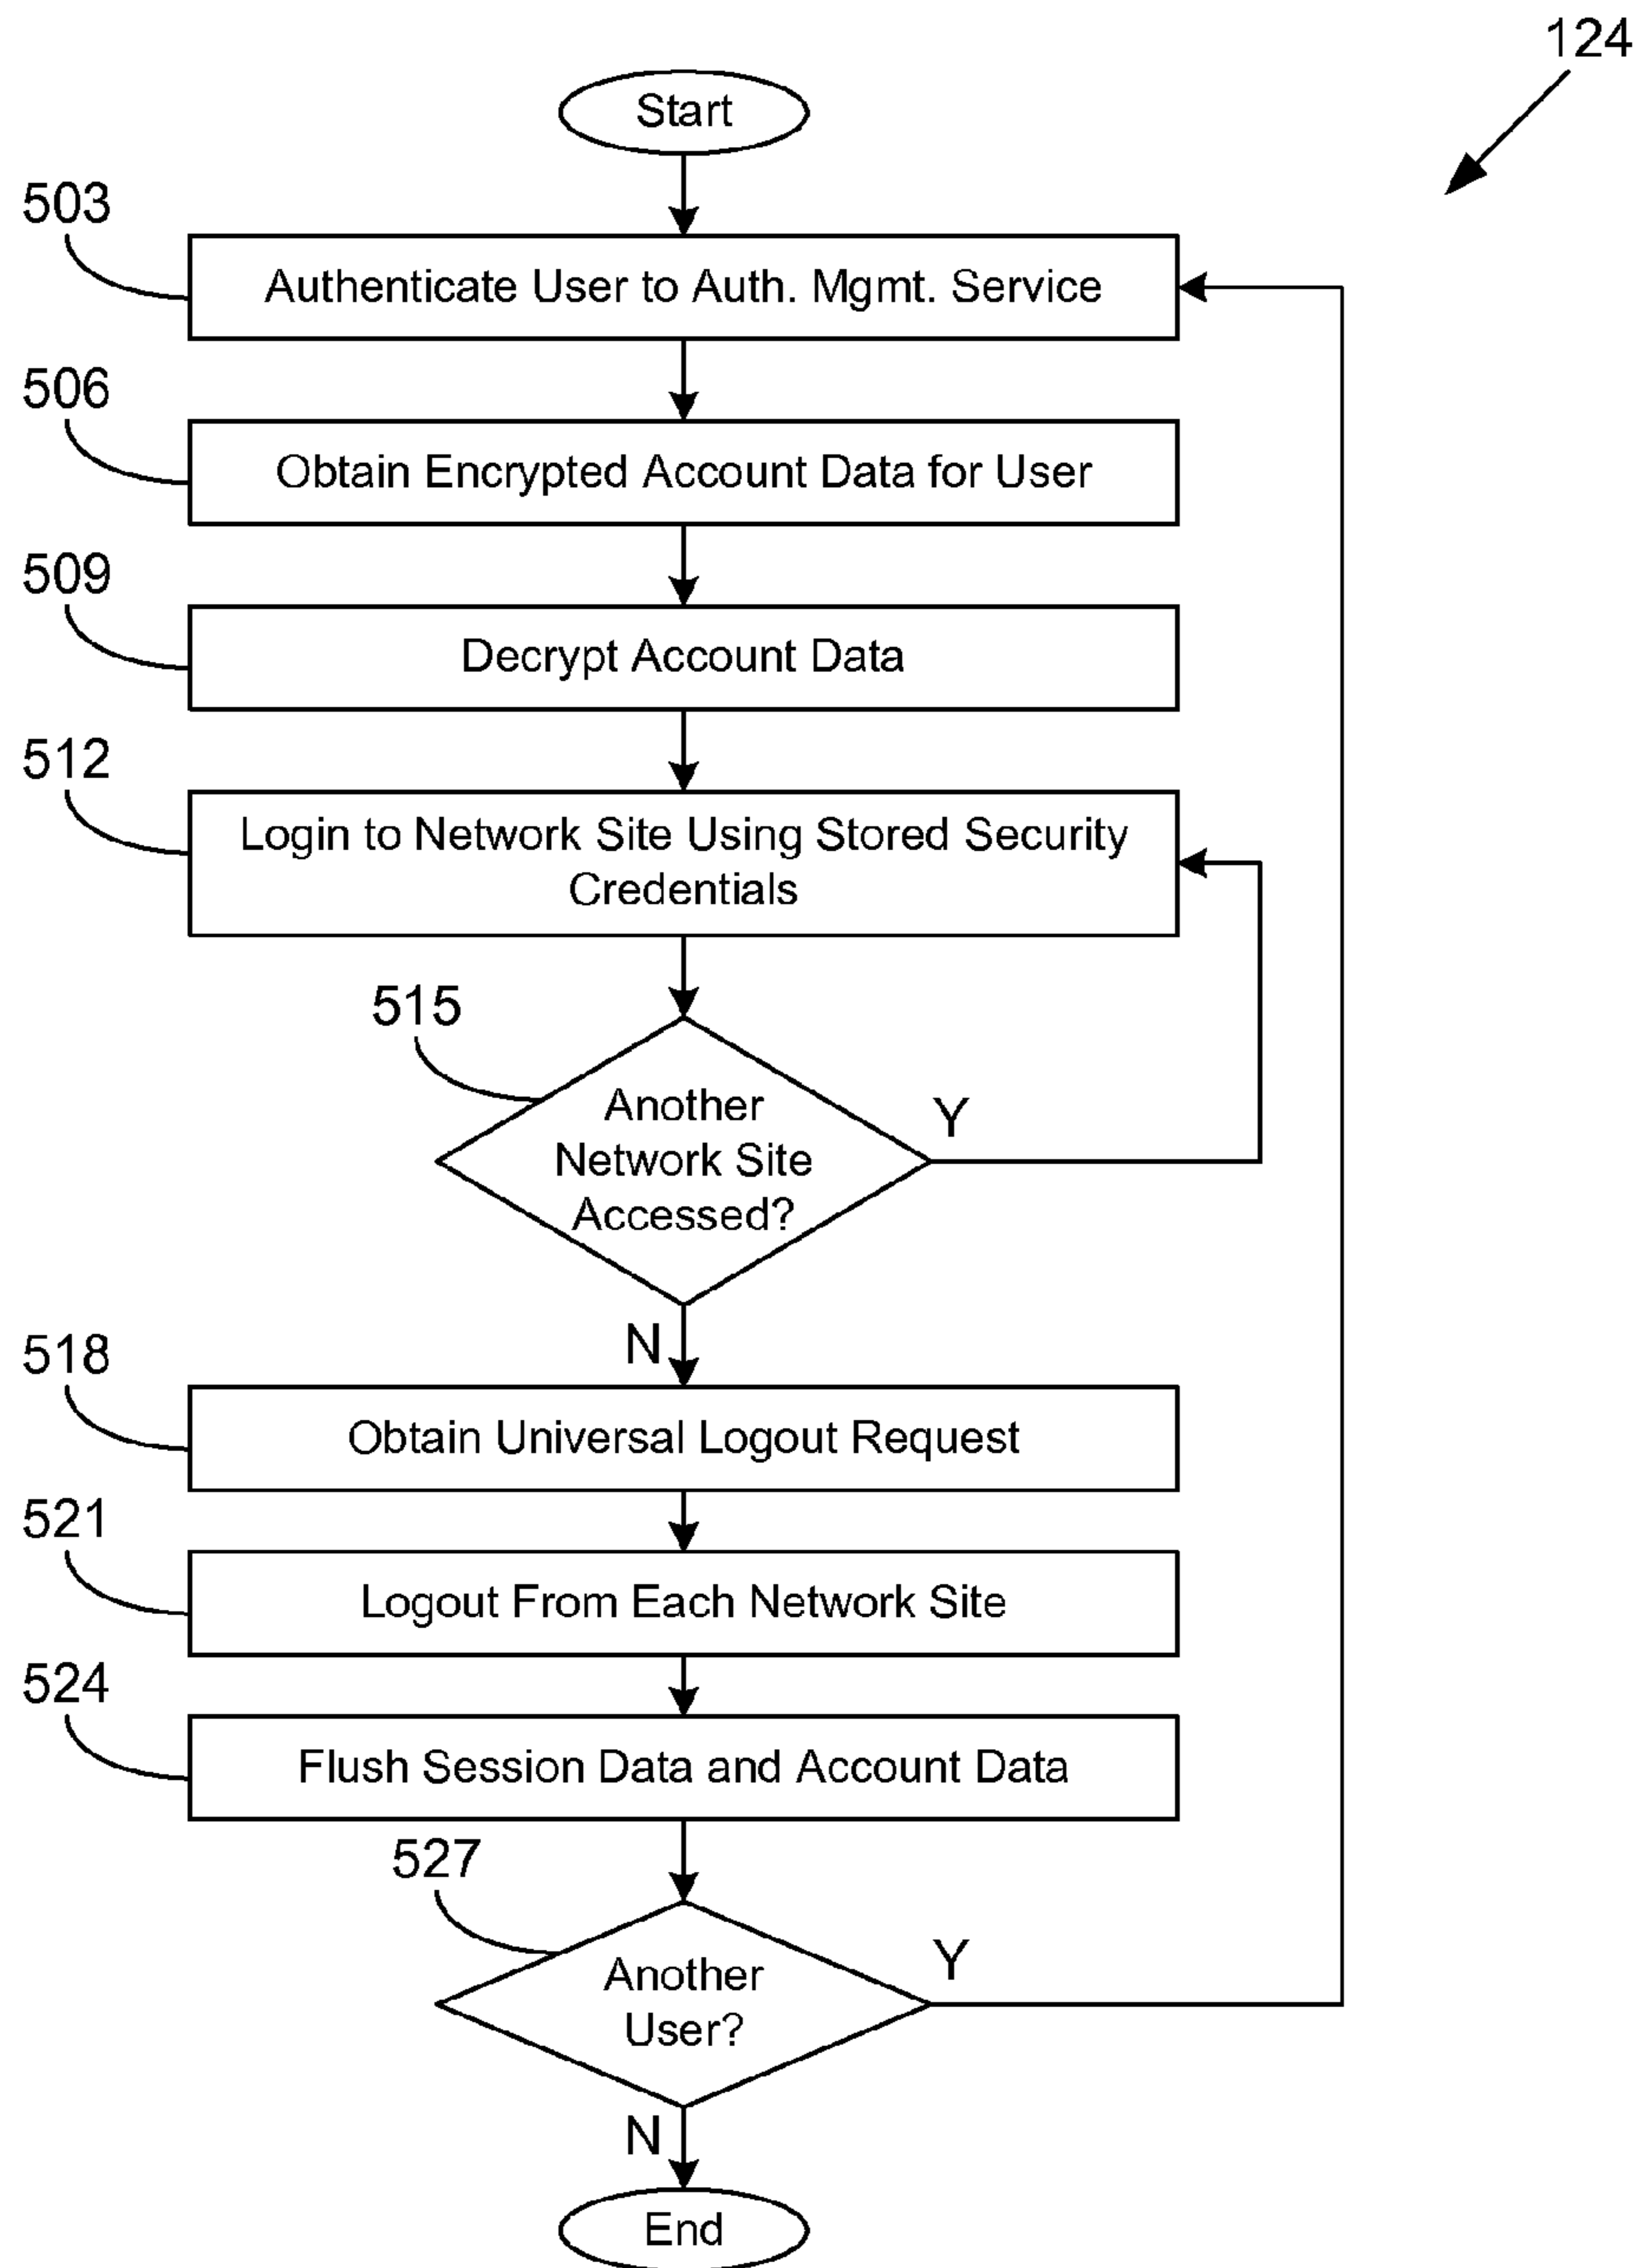 124
Start
503
Authenticate User to Auth. Mgmt. Service
506
Obtain Encrypted Account Data for User
509
Decrypt Account Data
512
Login to Network Site Using Stored Security
Credentials
515
Another
Network Site
Accessed?
Y
N
518
Obtain Universal Logout Request
521
Logout From Each Network Site
524
Flush Session Data and Account Data
527
Another
User?
Y
N
End